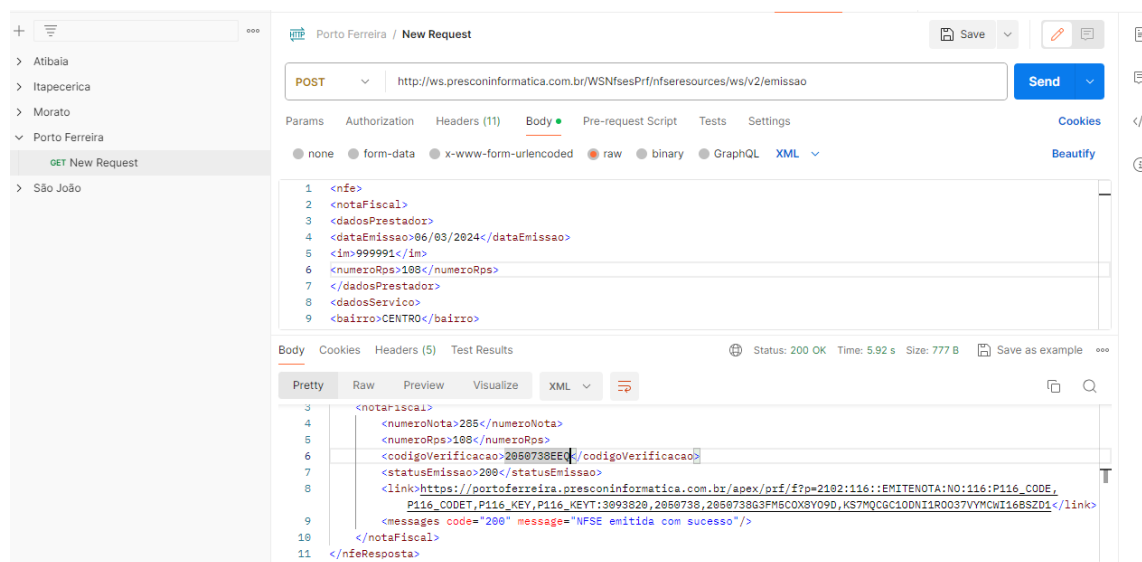 Porto Ferreira / New Request
Save
Atibaia
Itapecerica
Morato
Porto Ferreira
GET New Request
São João
POST
http://ws.presconinformatica.com.br/WSNfsesPrf/nfseresources/ws/v2/emissao
Send
Params Authorization Headers (11) Body Pre-request Script Tests Settings Cookies
none form-data x-www-form-urlencoded raw binary GraphQL XML Beautify
1 <nfe>
2 <notaFiscal>
3 <dadosPrestador>
4 <dataEmissao>06/03/2024</dataEmissao>
5 <im>999991</im>
6 <numeroRps>108</numeroRps>
7 </dadosPrestador>
8 <dadosServico>
9 <bairro>CENTRO</bairro>
Body Cookies Headers (5) Test Results Status: 200 OK Time: 5.92 s Size: 777 B Save as example
Pretty Raw Preview Visualize XML
3 <notaFiscal>
4 <numeroNota>285</numeroNota>
5 <numeroRps>108</numeroRps>
6 <codigoVerificacao>2050738EEQ</codigoVerificacao>
7 <statusEmissao>200</statusEmissao>
8 <link>https://portoferreira.presconinformatica.com.br/apex/prf/f?p=2102:116::EMITENOTA:NO:116:P116_CODE,
P116_CODET,P116_KEY,P116_KEYT:3093820,2050738,2050738G3FM5COX8YO9D,KS7MQCGC1ODNI1ROO37VYMCWI16BSZD1</link>
9 <messages code="200" message="NFSE emitida com sucesso"/>
10 </notaFiscal>
11 </nfeResposta>